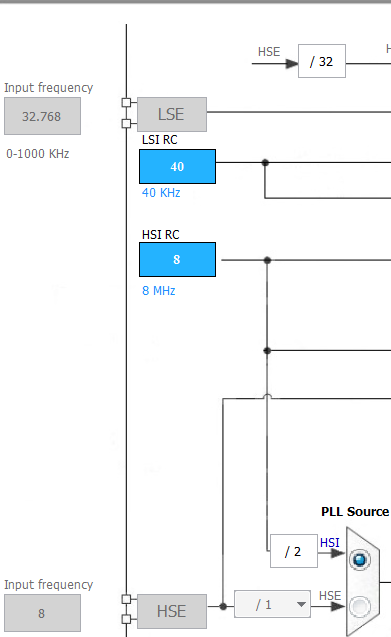 HSE
/ 32
H
Input frequency
32.768
LSE
0-1000 KHz
LSI RC
40
40 KHz
HSI RC
8
8 MHz
PLL Source
/ 2
HSI
Input frequency
8
HSE
/ 1
HSE